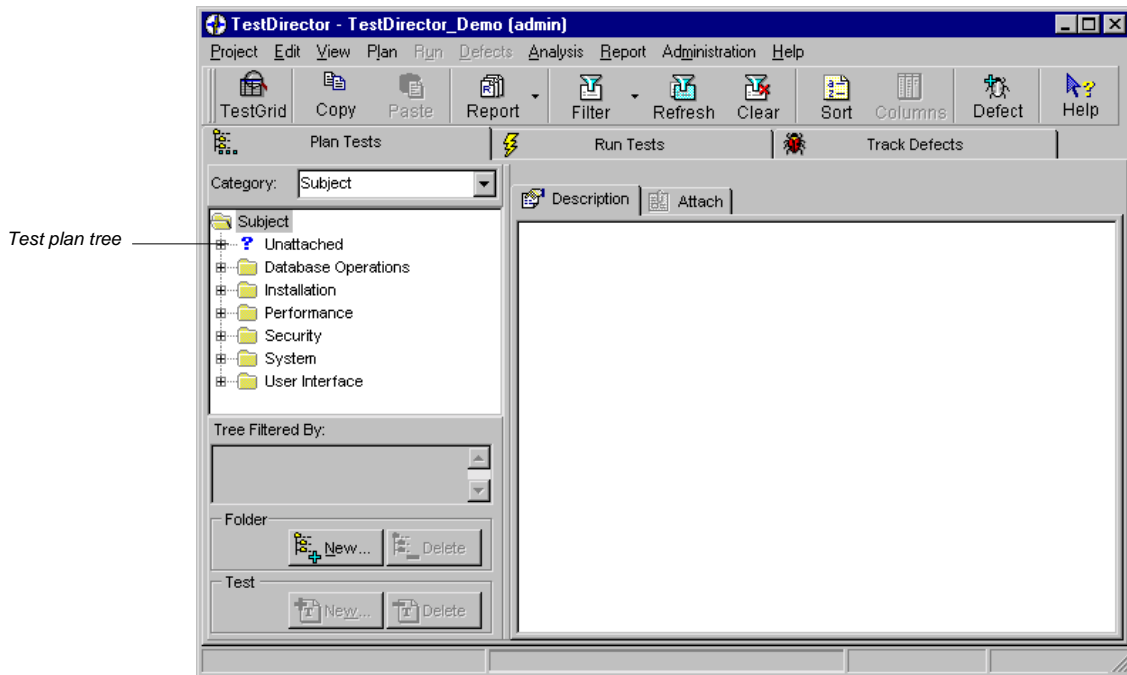 TestDirector - TestDirector_Demo (admin)
Project Edit View Plan Run Defects Analysis Report Administration Help
TestGrid Copy Paste Report Filter Refresh Clear Sort Columns Defect Help
Plan Tests Run Tests Track Defects
Category: Subject
Description Attach
Subject
Test plan tree
? Unattached
Database Operations
Installation
Performance
Security
System
User Interface
Tree Filtered By:
Folder
New... Delete
Test
New... Delete